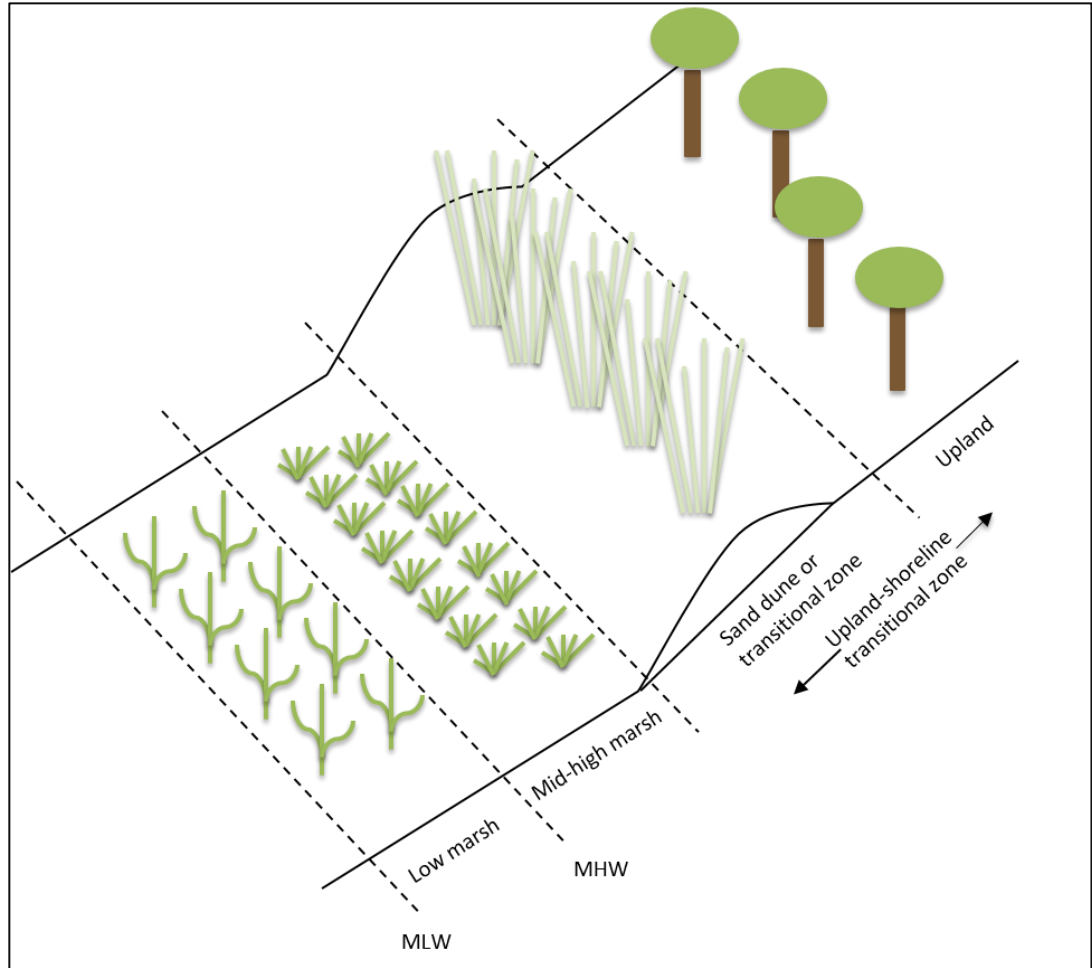 Upland
Upland-shoreline
transitional zone
Sand dune or
transitional zone
Mid-high marsh
Low marsh
MHW
MLW